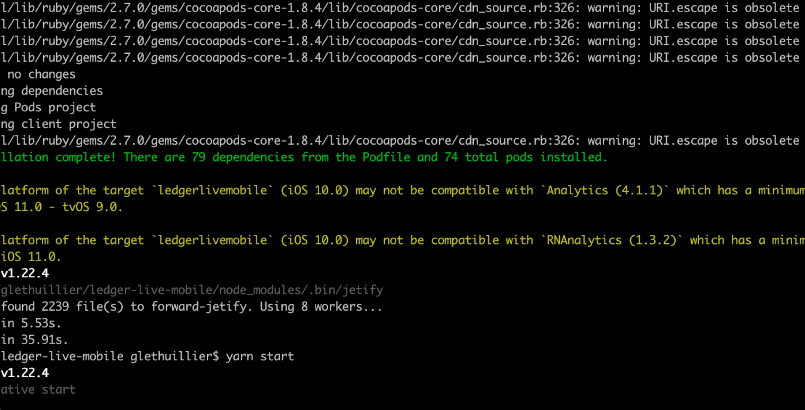 l/lib/ruby/gems/2.7.0/gems/cocoapods-core-1.8.4/lib/cocoapods-core/cdn_source.rb:326: warning: URI.escape is obsolete
l/lib/ruby/gems/2.7.0/gems/cocoapods-core-1.8.4/lib/cocoapods-core/cdn_source.rb:326: warning: URI.escape is obsolete
l/lib/ruby/gems/2.7.0/gems/cocoapods-core-1.8.4/lib/cocoapods-core/cdn_source.rb:326: warning: URI.escape is obsolete
l/lib/ruby/gems/2.7.0/gems/cocoapods-core-1.8.4/lib/cocoapods-core/cdn_source.rb:326: warning: URI.escape is obsolete
no changes
ng dependencies
g Pods project
ng client project
l/lib/ruby/gems/2.7.0/gems/cocoapods-core-1.8.4/lib/cocoapods-core/cdn_source.rb:326: warning: URI.escape is obsolete
llation complete! There are 79 dependencies from the Podfile and 74 total pods installed.
latform of the target `ledgerlivemobile` (iOS 10.0) may not be compatible with `Analytics (4.1.1)` which has a minimum
S 11.0 - tvOS 9.0.
latform of the target `ledgerlivemobile` (iOS 10.0) may not be compatible with `RNAnalytics (1.3.2)` which has a minim
iOS 11.0.
v1.22.4
glethuillier/ledger-live-mobile/node_modules/.bin/jetify
found 2239 file(s) to forward-jetify. Using 8 workers...
in 5.53s.
in 35.91s.
ledger-live-mobile glethuillier$ yarn start
v1.22.4
ative start